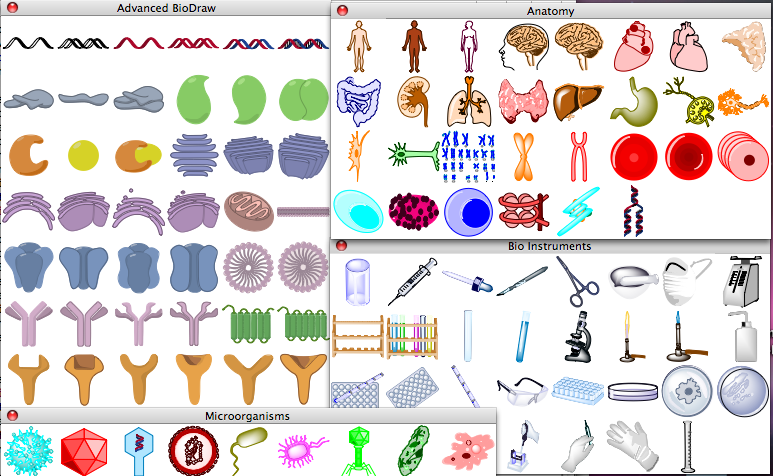 Advanced BioDraw
Anatomy
Bio Instruments
Microorganisms